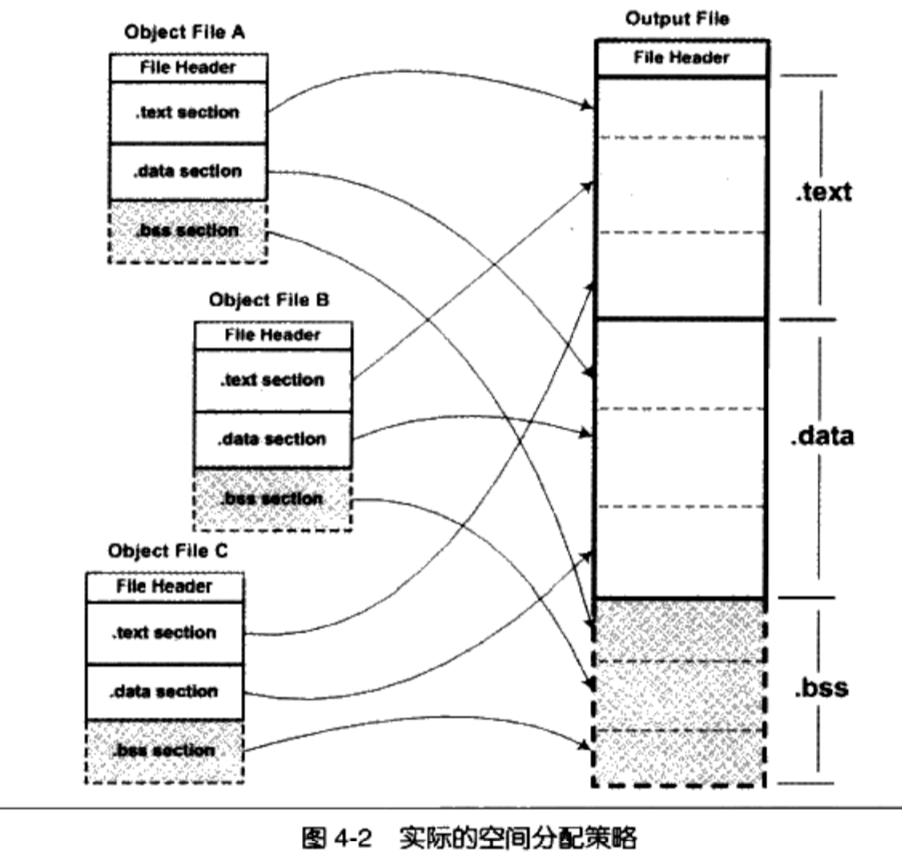 Object File A
File Header
.text section
.data section
.bss section
Object File B
File Header
.text section
.data section
.bss section
Object File C
File Header
.text section
.data section
.bss section
Output File
File Header
.text
.data
.bss
图 4-2 实际的空间分配策略